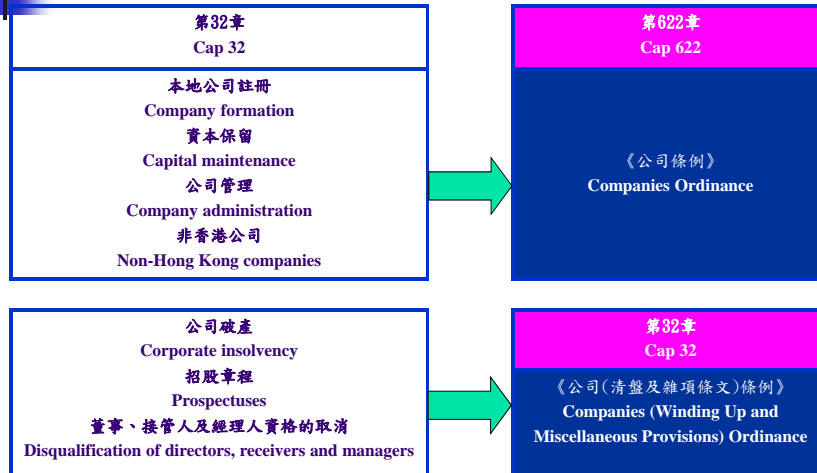 第32章
Cap 32
本地公司註冊
Company formation
資本保留
Capital maintenance
公司管理
Company administration
非香港公司
Non-Hong Kong companies
第622章
Cap 622
《公司條例》
Companies Ordinance
公司破產
Corporate insolvency
招股章程
Prospectuses
董事、接管人及經理人資格的取消
Disqualification of directors, receivers and managers
第32章
Cap 32
《公司(清盤及雜項條文)條例》
Companies (Winding Up and
Miscellaneous Provisions) Ordinance